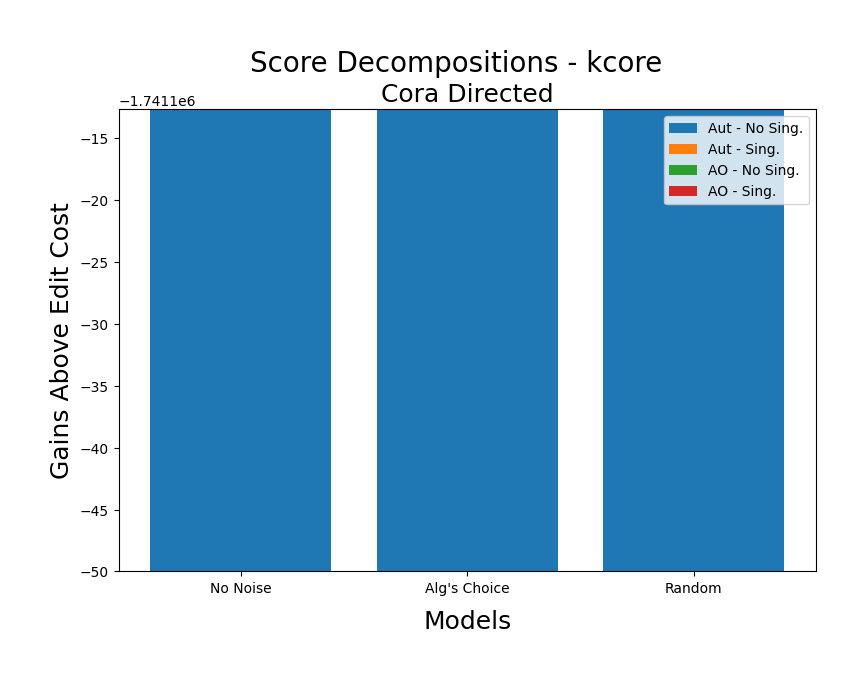 Score Decompositions - kcore
Cora Directed
−1.7411e6
Aut - No Sing.
Aut - Sing.
AO - No Sing.
AO - Sing.
−15
−20
−25
−30
−35
−40
−45
−50
Gains Above Edit Cost
No Noise
Alg's Choice
Random
Models